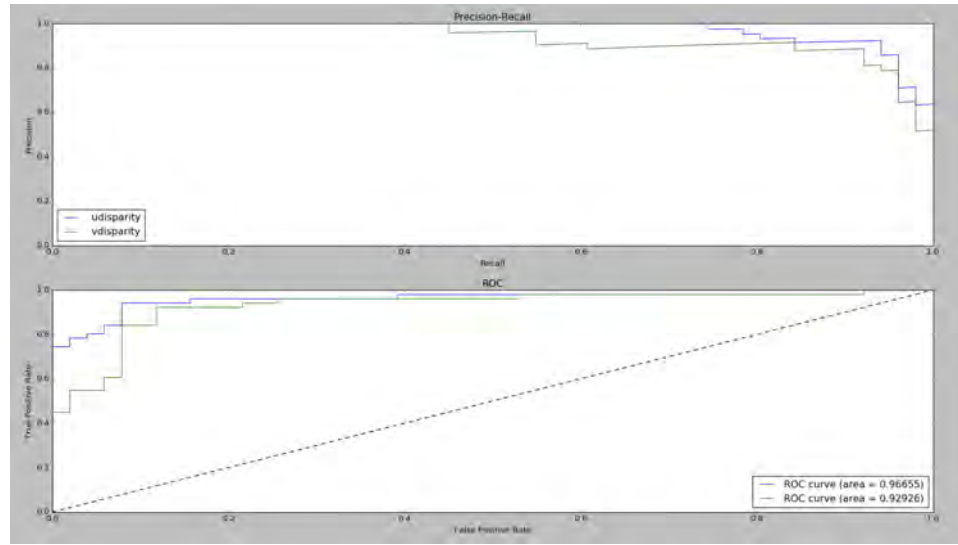 Precision-Recall
1.0
0.8
0.6
0.4
0.2
0.0
Precision
udisparity
vdisparity
0.0 0.2 0.4 0.6 0.8 1.0
Recall
ROC
1.0
0.8
0.6
0.4
0.2
0.0
True Positive Rate
ROC curve (area = 0.96655)
ROC curve (area = 0.92926)
0.0 0.2 0.4 0.6 0.8 1.0
False Positive Rate